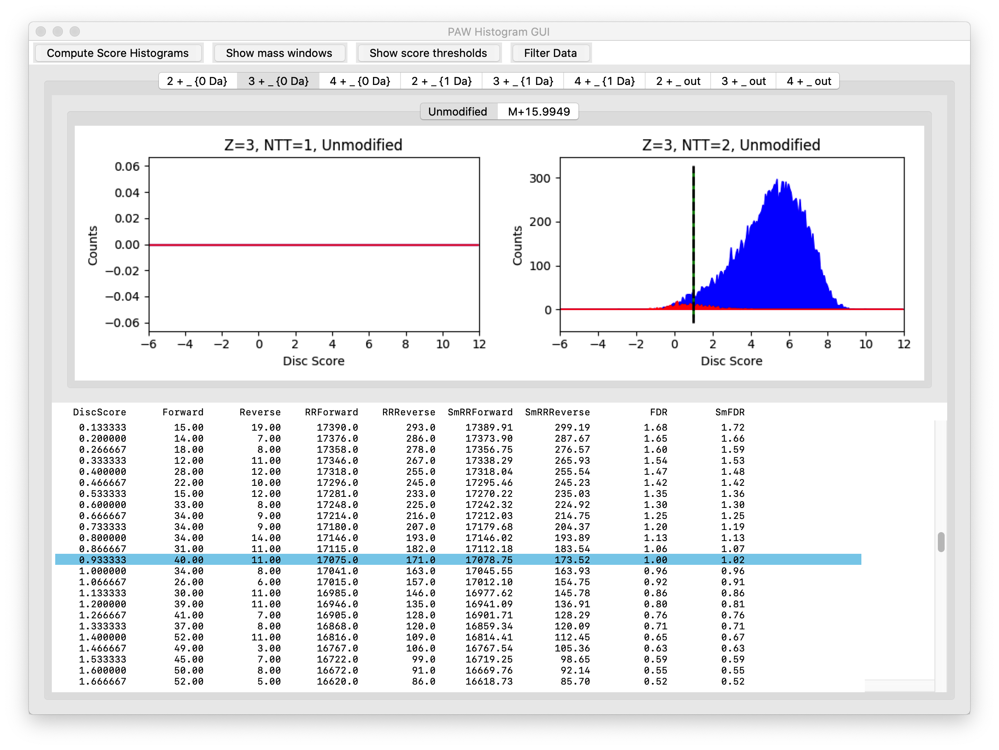 PAW Histogram GUI
Compute Score Histograms Show mass windows Show score thresholds Filter Data
2 + _ {0 Da} 3 + _ {0 Da} 4 + _ {0 Da} 2 + _ {1 Da} 3 + _ {1 Da} 4 + _ {1 Da} 2 + _ out 3 + _ out 4 + _ out
Unmodified M+15.9949
Z=3, NTT=1, Unmodified
0.06
0.04
0.02
0.00
−0.02
−0.04
−0.06
Counts
−6 −4 −2 0 2 4 6 8 10 12
Disc Score
Z=3, NTT=2, Unmodified
300
200
100
0
Counts
−6 −4 −2 0 2 4 6 8 10 12
Disc Score
DiscScore Forward Reverse RRForward RRReverse SmRRForward SmRRReverse FDR SmFDR
0.133333 15.00 19.00 17390.0 293.0 17389.91 299.19 1.68 1.72
0.200000 14.00 7.00 17376.0 286.0 17373.90 287.67 1.65 1.66
0.266667 18.00 8.00 17358.0 278.0 17356.75 276.57 1.60 1.59
0.333333 12.00 11.00 17346.0 267.0 17338.29 265.93 1.54 1.53
0.400000 28.00 12.00 17318.0 255.0 17318.04 255.54 1.47 1.48
0.466667 22.00 10.00 17296.0 245.0 17295.46 245.23 1.42 1.42
0.533333 15.00 12.00 17281.0 233.0 17270.22 235.03 1.35 1.36
0.600000 33.00 8.00 17248.0 225.0 17242.32 224.92 1.30 1.30
0.666667 34.00 9.00 17214.0 216.0 17212.03 214.75 1.25 1.25
0.733333 34.00 9.00 17180.0 207.0 17179.68 204.37 1.20 1.19
0.800000 34.00 14.00 17146.0 193.0 17146.02 193.89 1.13 1.13
0.866667 31.00 11.00 17115.0 182.0 17112.18 183.54 1.06 1.07
0.933333 40.00 11.00 17075.0 171.0 17078.75 173.52 1.00 1.02
1.000000 34.00 8.00 17041.0 163.0 17045.55 163.93 0.96 0.96
1.066667 26.00 6.00 17015.0 157.0 17012.10 154.75 0.92 0.91
1.133333 30.00 11.00 16985.0 146.0 16977.62 145.78 0.86 0.86
1.200000 39.00 11.00 16946.0 135.0 16941.09 136.91 0.80 0.81
1.266667 41.00 7.00 16905.0 128.0 16901.71 128.29 0.76 0.76
1.333333 37.00 8.00 16868.0 120.0 16859.34 120.09 0.71 0.71
1.400000 52.00 11.00 16816.0 109.0 16814.41 112.45 0.65 0.67
1.466667 49.00 3.00 16767.0 106.0 16767.54 105.36 0.63 0.63
1.533333 45.00 7.00 16722.0 99.0 16719.25 98.65 0.59 0.59
1.600000 50.00 8.00 16672.0 91.0 16669.76 92.14 0.55 0.55
1.666667 52.00 5.00 16620.0 86.0 16618.73 85.70 0.52 0.52